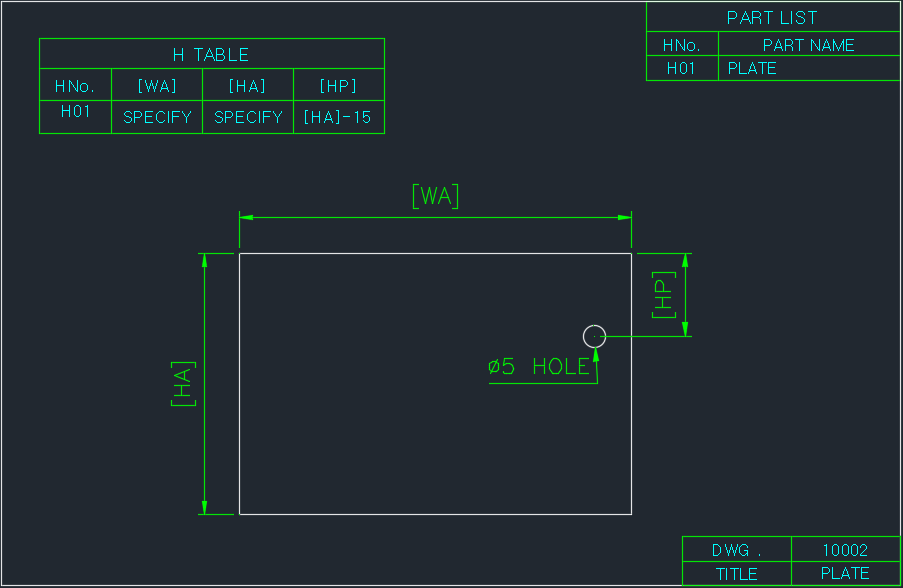 PART LIST
HNo. PART NAME
H01 PLATE
H TABLE
HNo. [WA] [HA] [HP]
H01 SPECIFY SPECIFY [HA]-15
[WA]
[HP]
[HA]
ø5 HOLE
DWG . 10002
TITLE PLATE